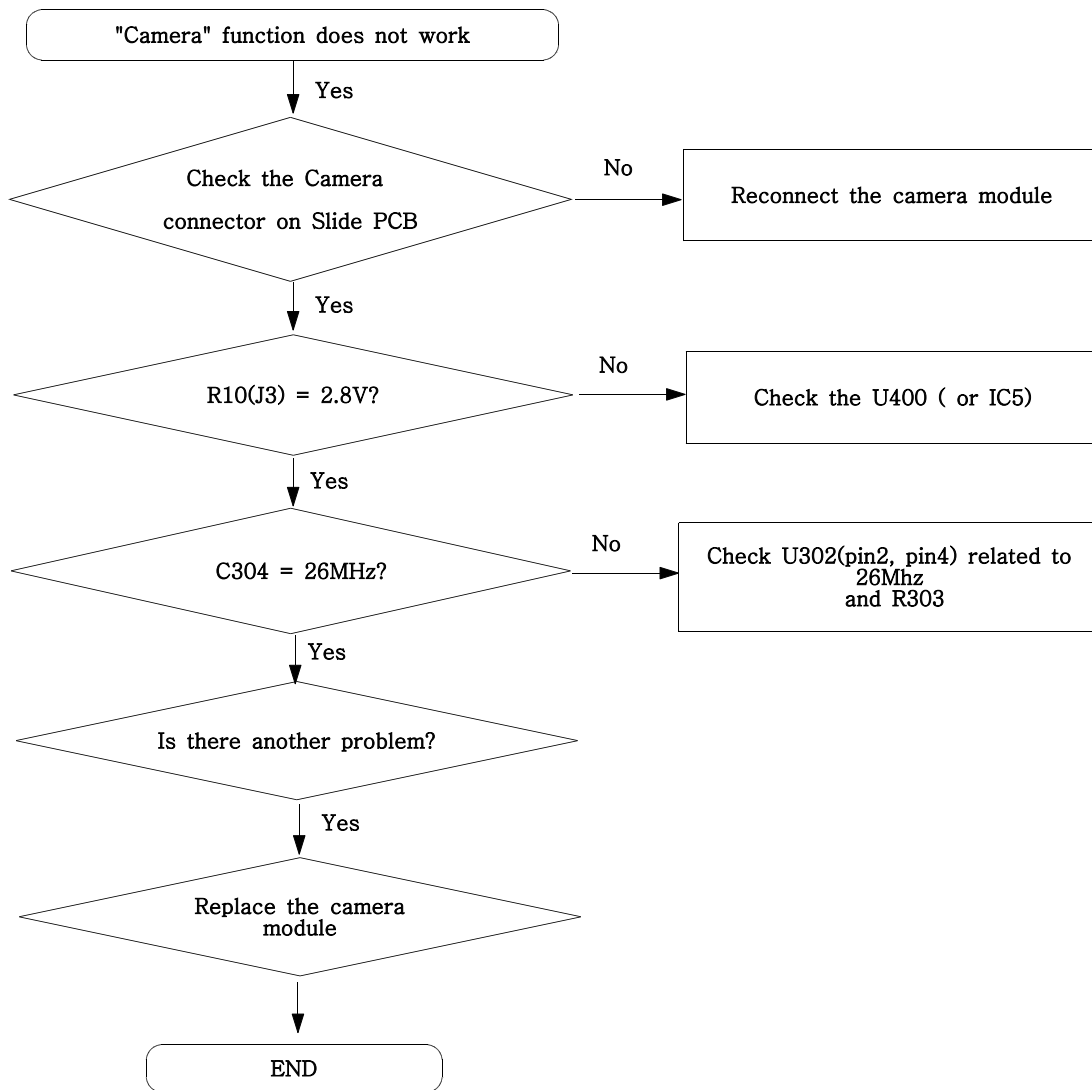 "Camera" function does not work
Yes
Check the Camera
connector on Slide PCB
No
Reconnect the camera module
Yes
R10(J3) = 2.8V?
No
Check the U400 ( or IC5)
Yes
C304 = 26MHz?
No
Check U302(pin2, pin4) related to
26Mhz
and R303
Yes
Is there another problem?
Yes
Replace the camera
module
END